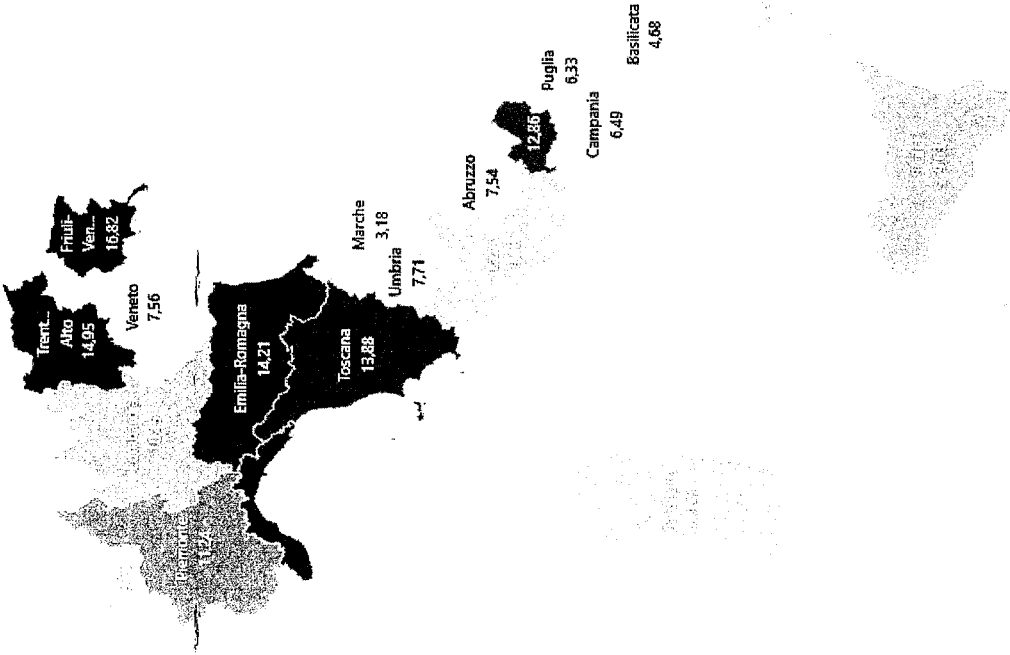 Trent...
Alto
14,95
Friuli-
Ven...
16,82
Veneto
7,56
Piemonte
Emilia-Romagna
14,21
Toscana
13,88
Marche
3,18
Umbria
7,71
Abruzzo
7,54
12,86
Puglia
6,33
Campania
6,49
Basilicata
4,68